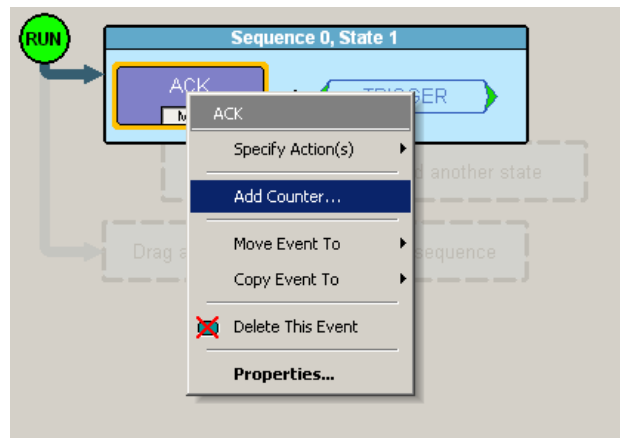 RUN
Sequence 0, State 1
ACK
ACK
Specify Action(s)
another state
Add Counter...
Drag
Move Event To
sequence
Copy Event To
Delete This Event
Properties...